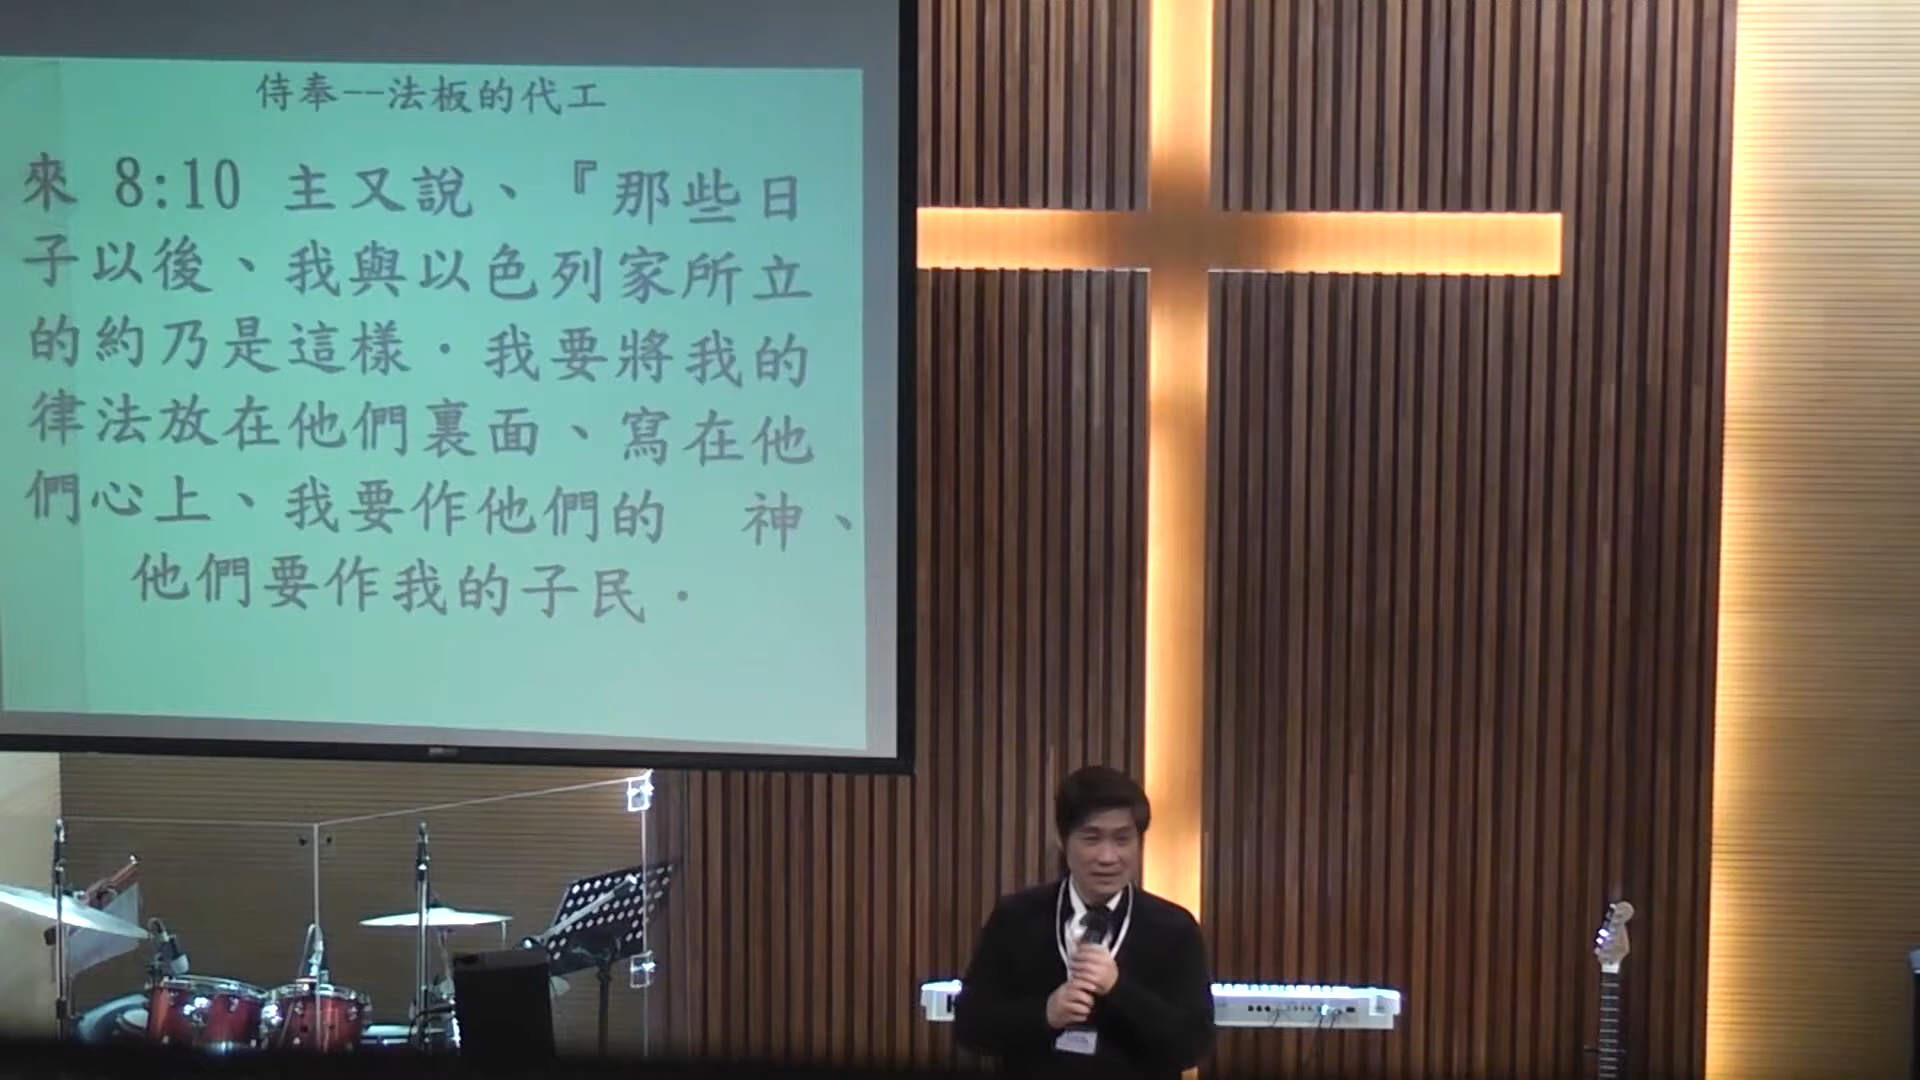 侍奉--法板的代工
來 8:10 主又說、『那些日
子以後、我與以色列家所立
的約乃是這樣．我要將我的
律法放在他們裏面、寫在他
們心上、我要作他們的　神、
他們要作我的子民．